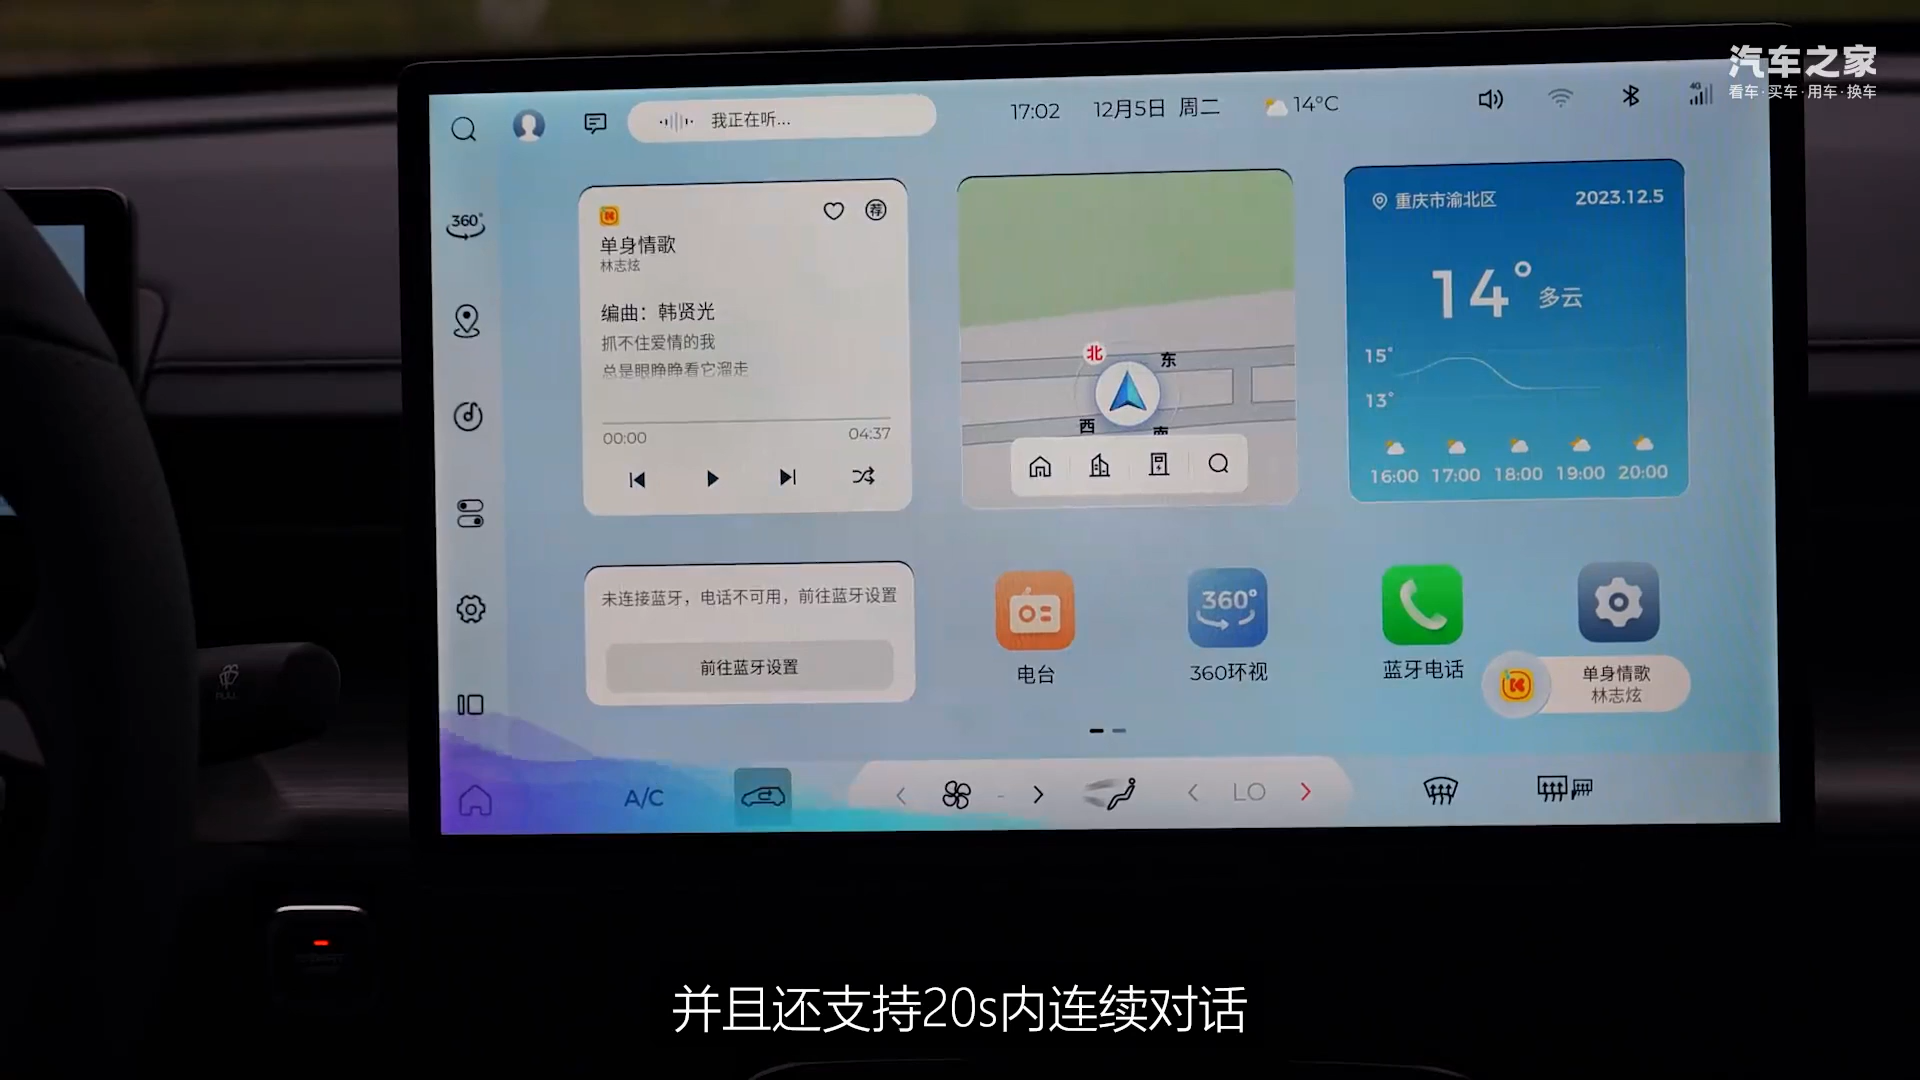 汽车之家
看车·买车·用车·换车
我正在听...
17:02 12月5日 周二 14°C
4G
360°
单身情歌
林志炫
荐
编曲：韩贤光
抓不住爱情的我
总是眼睁睁看它溜走
00:00 04:37
北
东
西
南
重庆市渝北区 2023.12.5
14° 多云
15°
13°
16:00 17:00 18:00 19:00 20:00
未连接蓝牙，电话不可用，前往蓝牙设置
前往蓝牙设置
电台
360°
360环视
蓝牙电话
单身情歌
林志炫
A/C
LO
PULL
并且还支持20s内连续对话